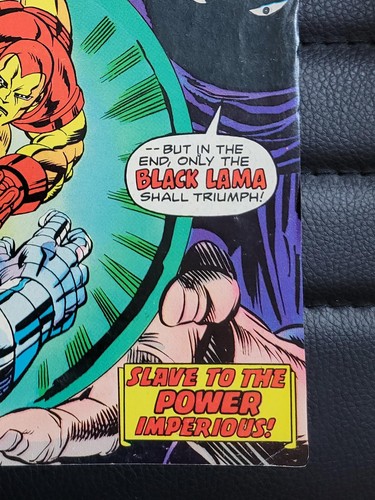 -- BUT IN THE
END, ONLY THE
BLACK LAMA
SHALL TRIUMPH!
SLAVE TO THE
POWER
IMPERIOUS!